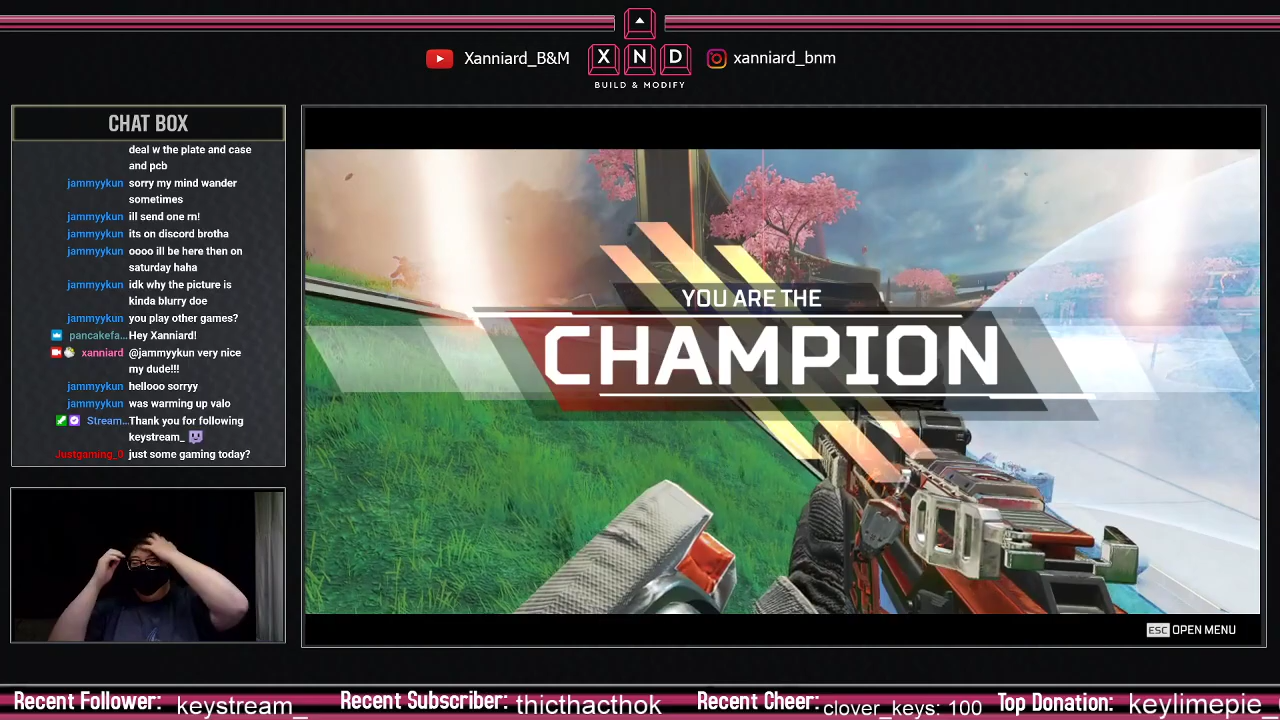 Xanniard_B&M
X N D
xanniard_bnm
BUILD & MODIFY
CHAT BOX
deal w the plate and case
and pcb
jammyykun sorry my mind wander
sometimes
jammyykun ill send one rn!
jammyykun its on discord brotha
jammyykun oooo ill be here then on
saturday haha
jammyykun idk why the picture is
kinda blurry doe
jammyykun you play other games?
pancakefa... Hey Xanniard!
xanniard @jammyykun very nice
my dude!!!
jammyykun hellooo sorryy
jammyykun was warming up valo
Stream... Thank you for following
keystream_
Justgaming_0 just some gaming today?
YOU ARE THE
CHAMPION
ESC OPEN MENU
Recent Follower: keystream_
Recent Subscriber: thicthacthok
Recent Cheer: clover_keys: 100
Top Donation: keylimepie_